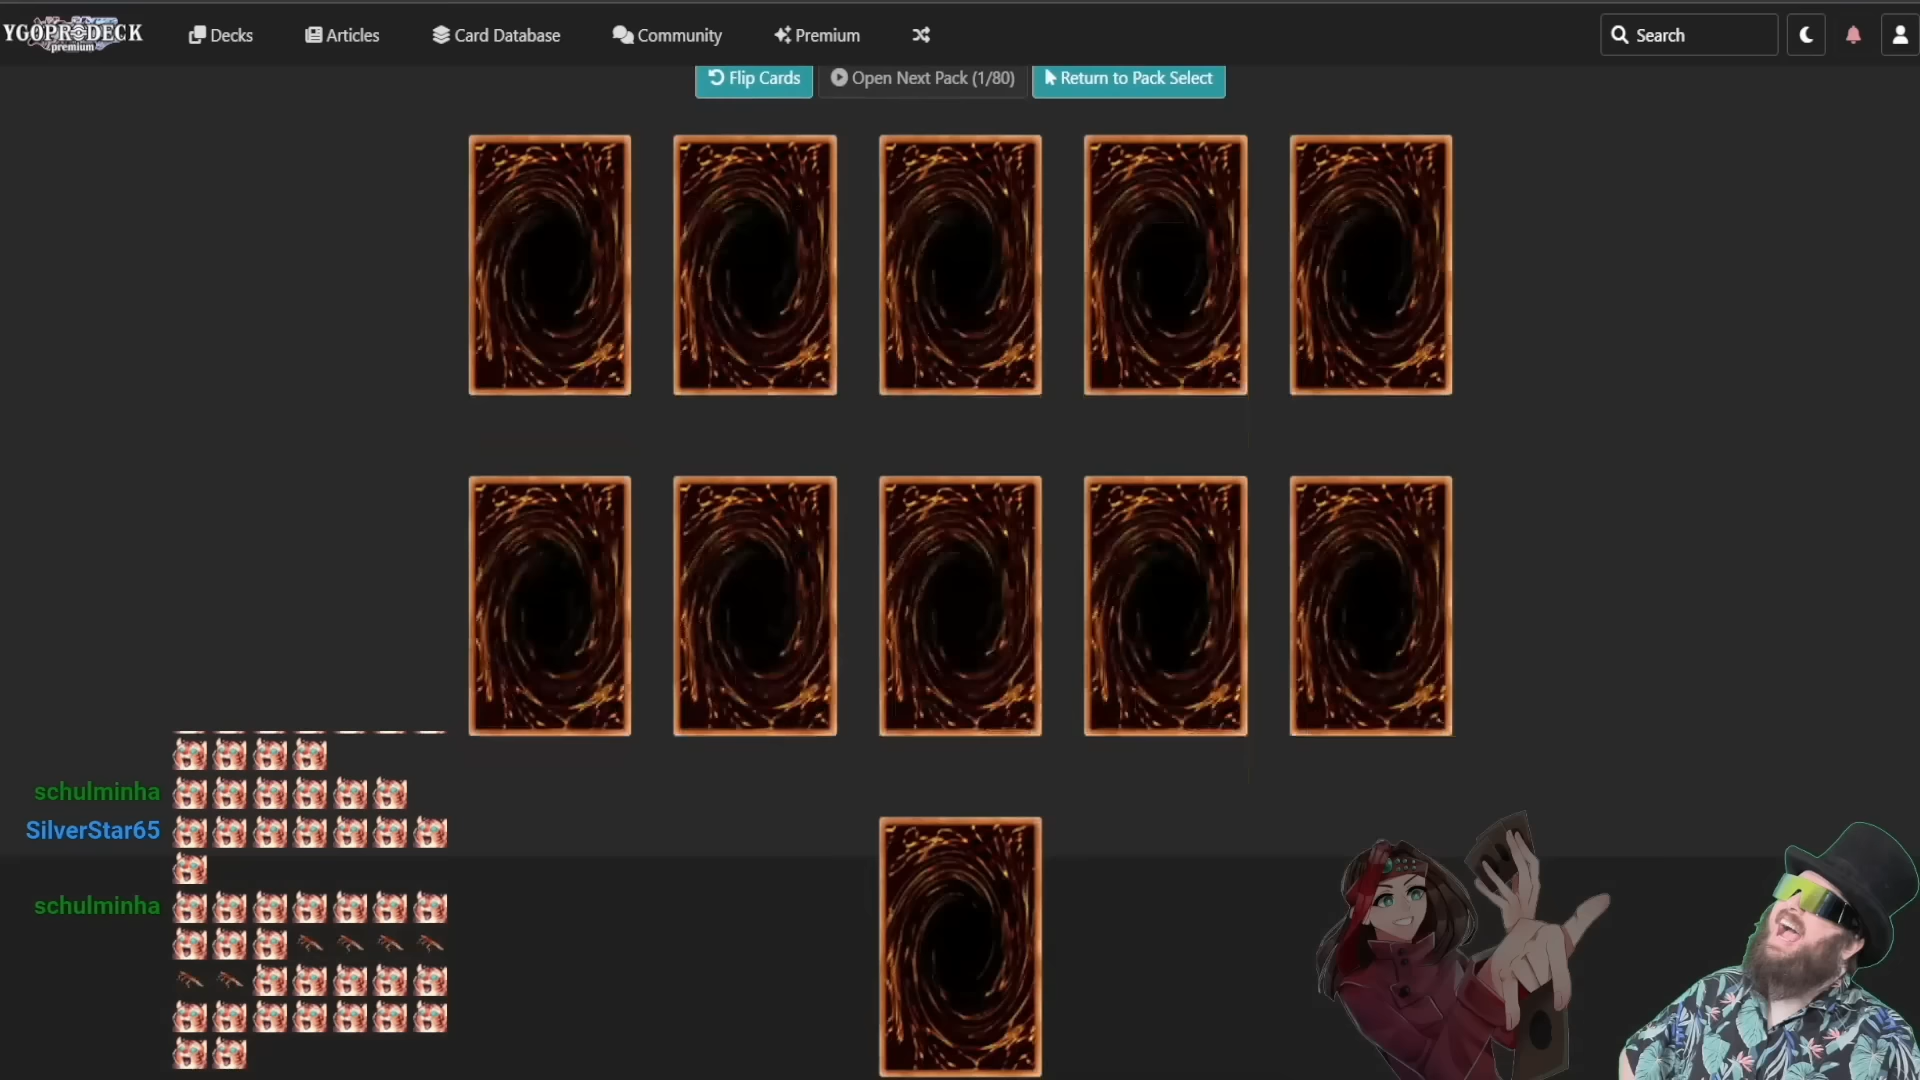 YGOPRODECK
premium
Decks
Articles
Card Database
Community
Premium
Search
Flip Cards
Open Next Pack (1/80)
Return to Pack Select
schulminha
SilverStar65
schulminha